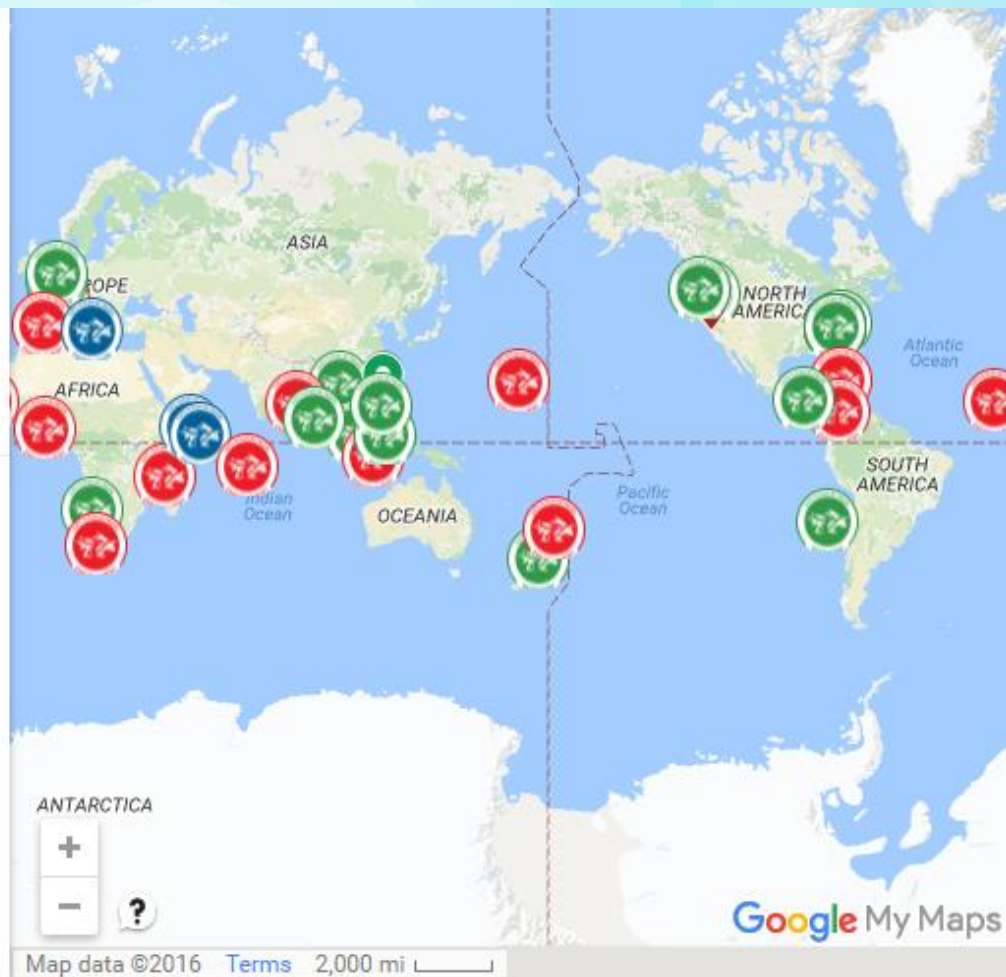 ASIA
OPE
NORTH
AMERICA
Atlantic
Ocean
AFRICA
SOUTH
AMERICA
Indian
Ocean
OCEANIA
Pacific
Ocean
ANTARCTICA
+
−
?
Google My Maps
Map data ©2016 Terms 2,000 mi